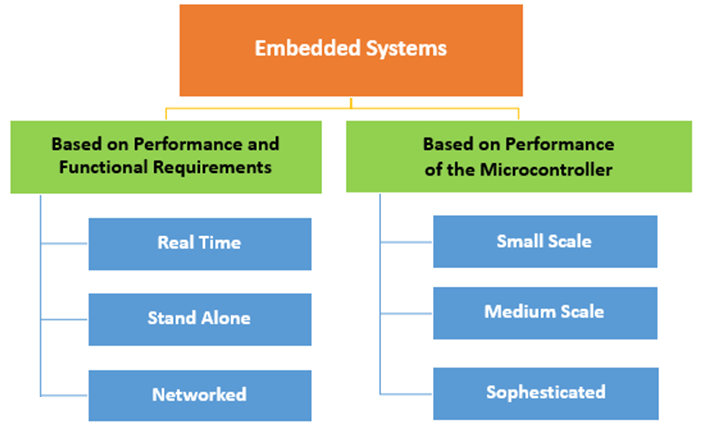 Embedded Systems
Based on Performance and
Functional Requirements
Based on Performance
of the Microcontroller
Real Time
Stand Alone
Networked
Small Scale
Medium Scale
Sophesticated